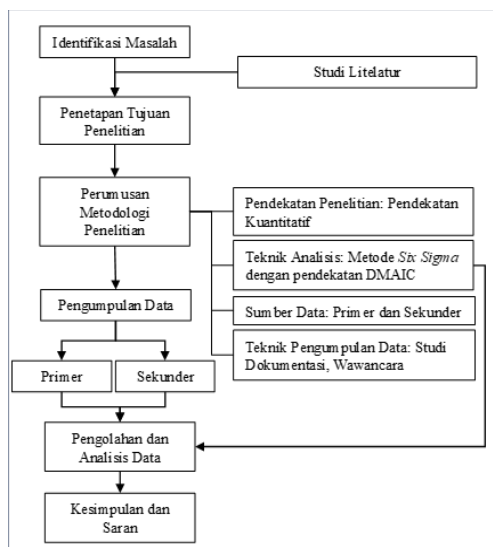 Identifikasi Masalah
Studi Litelatur
Penetapan Tujuan
Penelitian
Perumusan
Metodologi
Penelitian
Pendekatan Penelitian: Pendekatan
Kuantitatif
Teknik Analisis: Metode Six Sigma
dengan pendekatan DMAIC
Sumber Data: Primer dan Sekunder
Teknik Pengumpulan Data: Studi
Dokumentasi, Wawancara
Pengumpulan Data
Primer
Sekunder
Pengolahan dan
Analisis Data
Kesimpulan dan
Saran